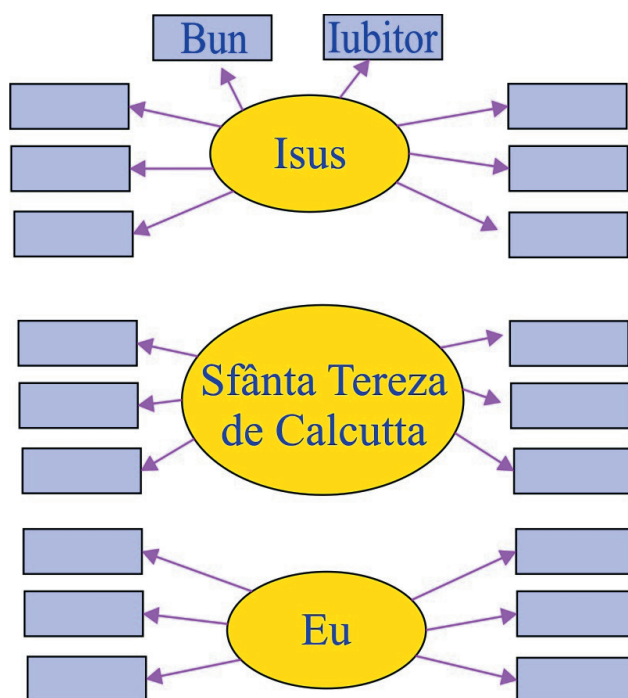 Bun
Iubitor
Isus
Sfânta Tereza
de Calcutta
Eu